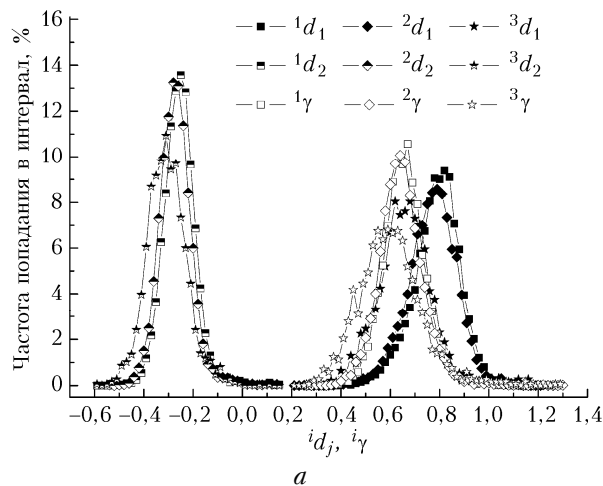 16
14
12
10
8
6
4
2
0
Частота попадания в интервал, %
¹d₁ ²d₁ ³d₁
¹d₂ ²d₂ ³d₂
¹γ ²γ ³γ
−0,6 −0,4 −0,2 0,0 0,2 0,4 0,6 0,8 1,0 1,2 1,4
ⁱdⱼ, ⁱγ
а